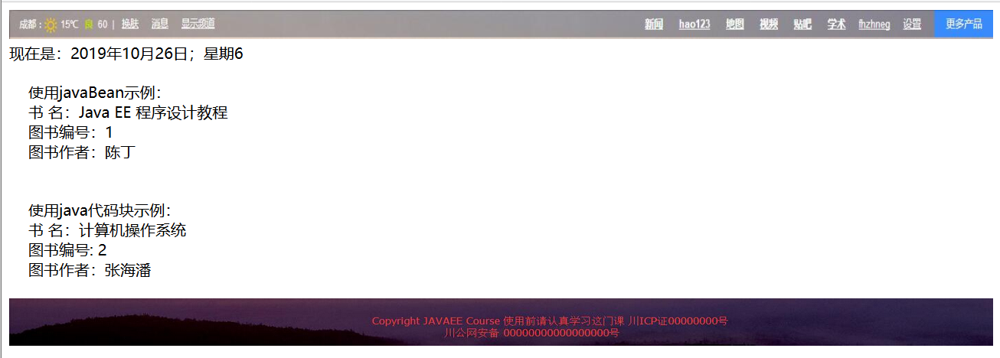 成都：15℃ 良 60 | 换肤 消息 显示频道 新闻 hao123 地图 视频 贴吧 学术 fhzhneg 设置 更多产品
现在是：2019年10月26日；星期6
使用javaBean示例：
书 名：Java EE 程序设计教程
图书编号：1
图书作者：陈丁
使用java代码块示例：
书 名：计算机操作系统
图书编号: 2
图书作者：张海潘
Copyright JAVAEE Course 使用前请认真学习这门课 川ICP证00000000号
川公网安备 00000000000000000号